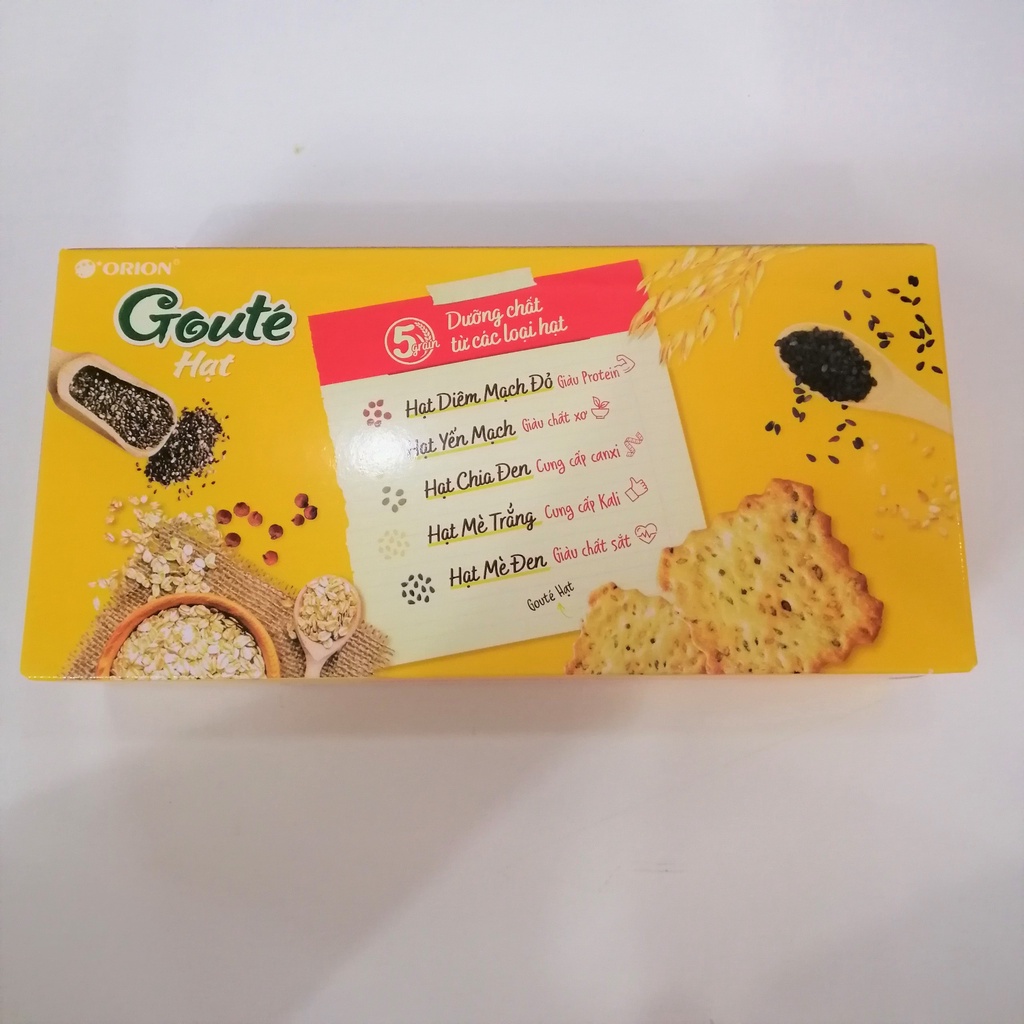 ORION
Gouté
Hạt
5 grain
Dưỡng chất
từ các loại hạt
Hạt Diêm Mạch Đỏ Giàu Protein
Hạt Yến Mạch Giàu chất xơ
Hạt Chia Đen Cung cấp canxi
Hạt Mè Trắng Cung cấp Kali
Hạt Mè Đen Giàu chất sắt
Gouté Hạt